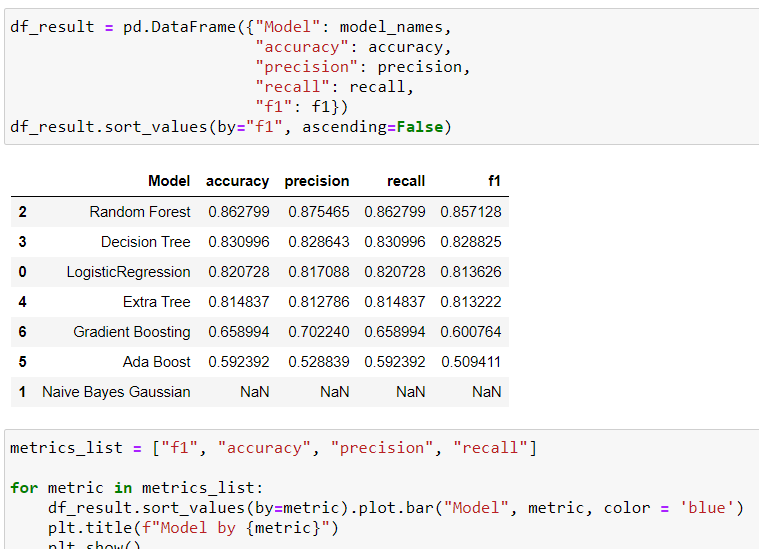 df_result = pd.DataFrame({"Model": model_names,
"accuracy": accuracy,
"precision": precision,
"recall": recall,
"f1": f1})
df_result.sort_values(by="f1", ascending=False)
Model accuracy precision recall f1
2 Random Forest 0.862799 0.875465 0.862799 0.857128
3 Decision Tree 0.830996 0.828643 0.830996 0.828825
0 LogisticRegression 0.820728 0.817088 0.820728 0.813626
4 Extra Tree 0.814837 0.812786 0.814837 0.813222
6 Gradient Boosting 0.658994 0.702240 0.658994 0.600764
5 Ada Boost 0.592392 0.528839 0.592392 0.509411
1 Naive Bayes Gaussian NaN NaN NaN NaN
metrics_list = ["f1", "accuracy", "precision", "recall"]
for metric in metrics_list:
df_result.sort_values(by=metric).plot.bar("Model", metric, color = 'blue')
plt.title(f"Model by {metric}")
plt.show()